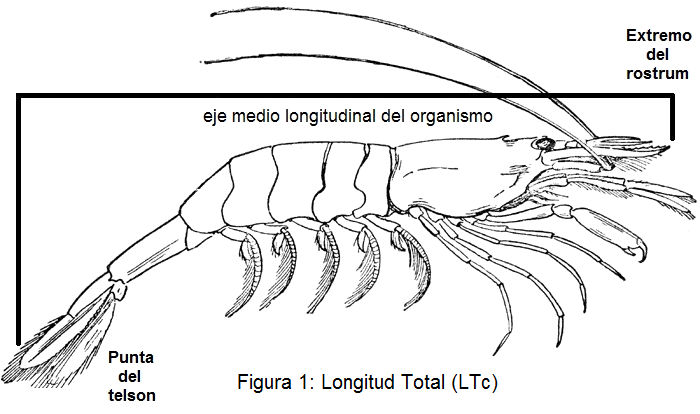 Extremo
del
rostrum
eje medio longitudinal del organismo
Punta
del
telson
Figura 1: Longitud Total (LTc)